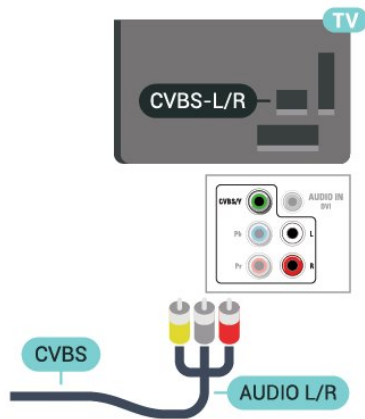 TV
CVBS-L/R
CVBS/Y
AUDIO IN
DVI
Pb
L
Pr
R
CVBS
AUDIO L/R